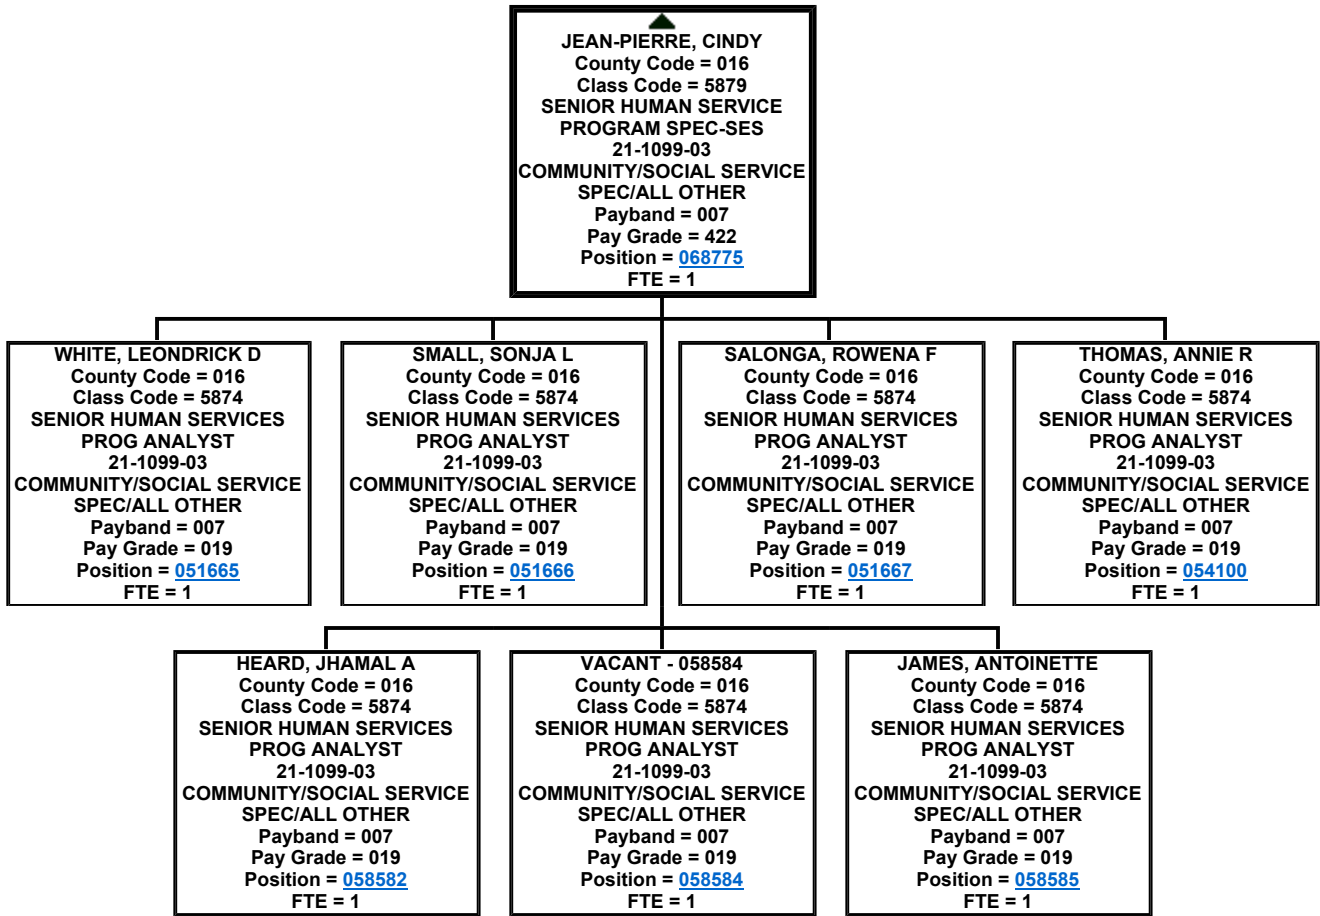 JEAN-PIERRE, CINDY
County Code = 016
Class Code = 5879
SENIOR HUMAN SERVICE
PROGRAM SPEC-SES
21-1099-03
COMMUNITY/SOCIAL SERVICE
SPEC/ALL OTHER
Payband = 007
Pay Grade = 422
Position = 068775
FTE = 1
WHITE, LEONDRICK D
County Code = 016
Class Code = 5874
SENIOR HUMAN SERVICES
PROG ANALYST
21-1099-03
COMMUNITY/SOCIAL SERVICE
SPEC/ALL OTHER
Payband = 007
Pay Grade = 019
Position = 051665
FTE = 1
SMALL, SONJA L
County Code = 016
Class Code = 5874
SENIOR HUMAN SERVICES
PROG ANALYST
21-1099-03
COMMUNITY/SOCIAL SERVICE
SPEC/ALL OTHER
Payband = 007
Pay Grade = 019
Position = 051666
FTE = 1
SALONGA, ROWENA F
County Code = 016
Class Code = 5874
SENIOR HUMAN SERVICES
PROG ANALYST
21-1099-03
COMMUNITY/SOCIAL SERVICE
SPEC/ALL OTHER
Payband = 007
Pay Grade = 019
Position = 051667
FTE = 1
THOMAS, ANNIE R
County Code = 016
Class Code = 5874
SENIOR HUMAN SERVICES
PROG ANALYST
21-1099-03
COMMUNITY/SOCIAL SERVICE
SPEC/ALL OTHER
Payband = 007
Pay Grade = 019
Position = 054100
FTE = 1
HEARD, JHAMAL A
County Code = 016
Class Code = 5874
SENIOR HUMAN SERVICES
PROG ANALYST
21-1099-03
COMMUNITY/SOCIAL SERVICE
SPEC/ALL OTHER
Payband = 007
Pay Grade = 019
Position = 058582
FTE = 1
VACANT - 058584
County Code = 016
Class Code = 5874
SENIOR HUMAN SERVICES
PROG ANALYST
21-1099-03
COMMUNITY/SOCIAL SERVICE
SPEC/ALL OTHER
Payband = 007
Pay Grade = 019
Position = 058584
FTE = 1
JAMES, ANTOINETTE
County Code = 016
Class Code = 5874
SENIOR HUMAN SERVICES
PROG ANALYST
21-1099-03
COMMUNITY/SOCIAL SERVICE
SPEC/ALL OTHER
Payband = 007
Pay Grade = 019
Position = 058585
FTE = 1